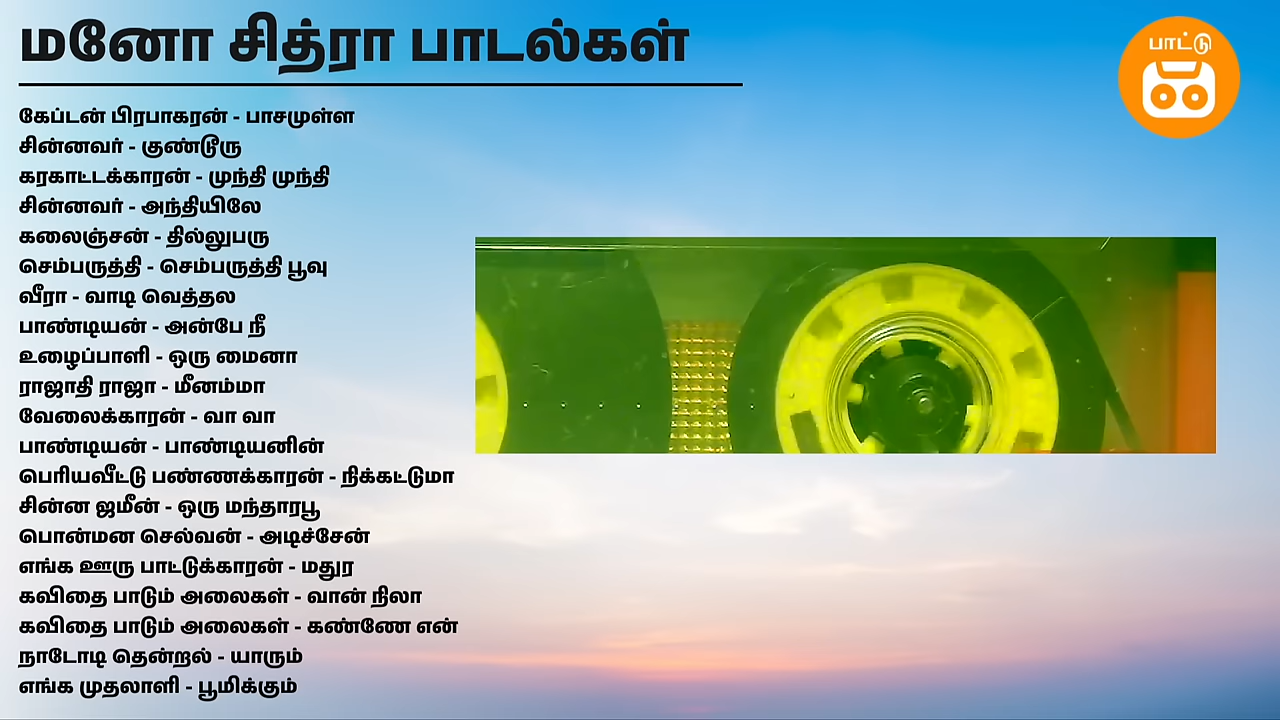 மனோ சித்ரா பாடல்கள்
பாட்டு
கேப்டன் பிரபாகரன் - பாசமுள்ள
சின்னவர் - குண்டூரு
கரகாட்டக்காரன் - முந்தி முந்தி
சின்னவர் - அந்தியிலே
கலைஞ்சன் - தில்லுபரு
செம்பருத்தி - செம்பருத்தி பூவு
வீரா - வாடி வெத்தல
பாண்டியன் - அன்பே நீ
உழைப்பாளி - ஒரு மைனா
ராஜாதி ராஜா - மீனம்மா
வேலைக்காரன் - வா வா
பாண்டியன் - பாண்டியனின்
பெரியவீட்டு பண்ணக்காரன் - நிக்கட்டுமா
சின்ன ஜமீன் - ஒரு மந்தாரபூ
பொன்மன செல்வன் - அடிச்சேன்
எங்க ஊரு பாட்டுக்காரன் - மதுர
கவிதை பாடும் அலைகள் - வான் நிலா
கவிதை பாடும் அலைகள் - கண்ணே என்
நாடோடி தென்றல் - யாரும்
எங்க முதலாளி - பூமிக்கும்